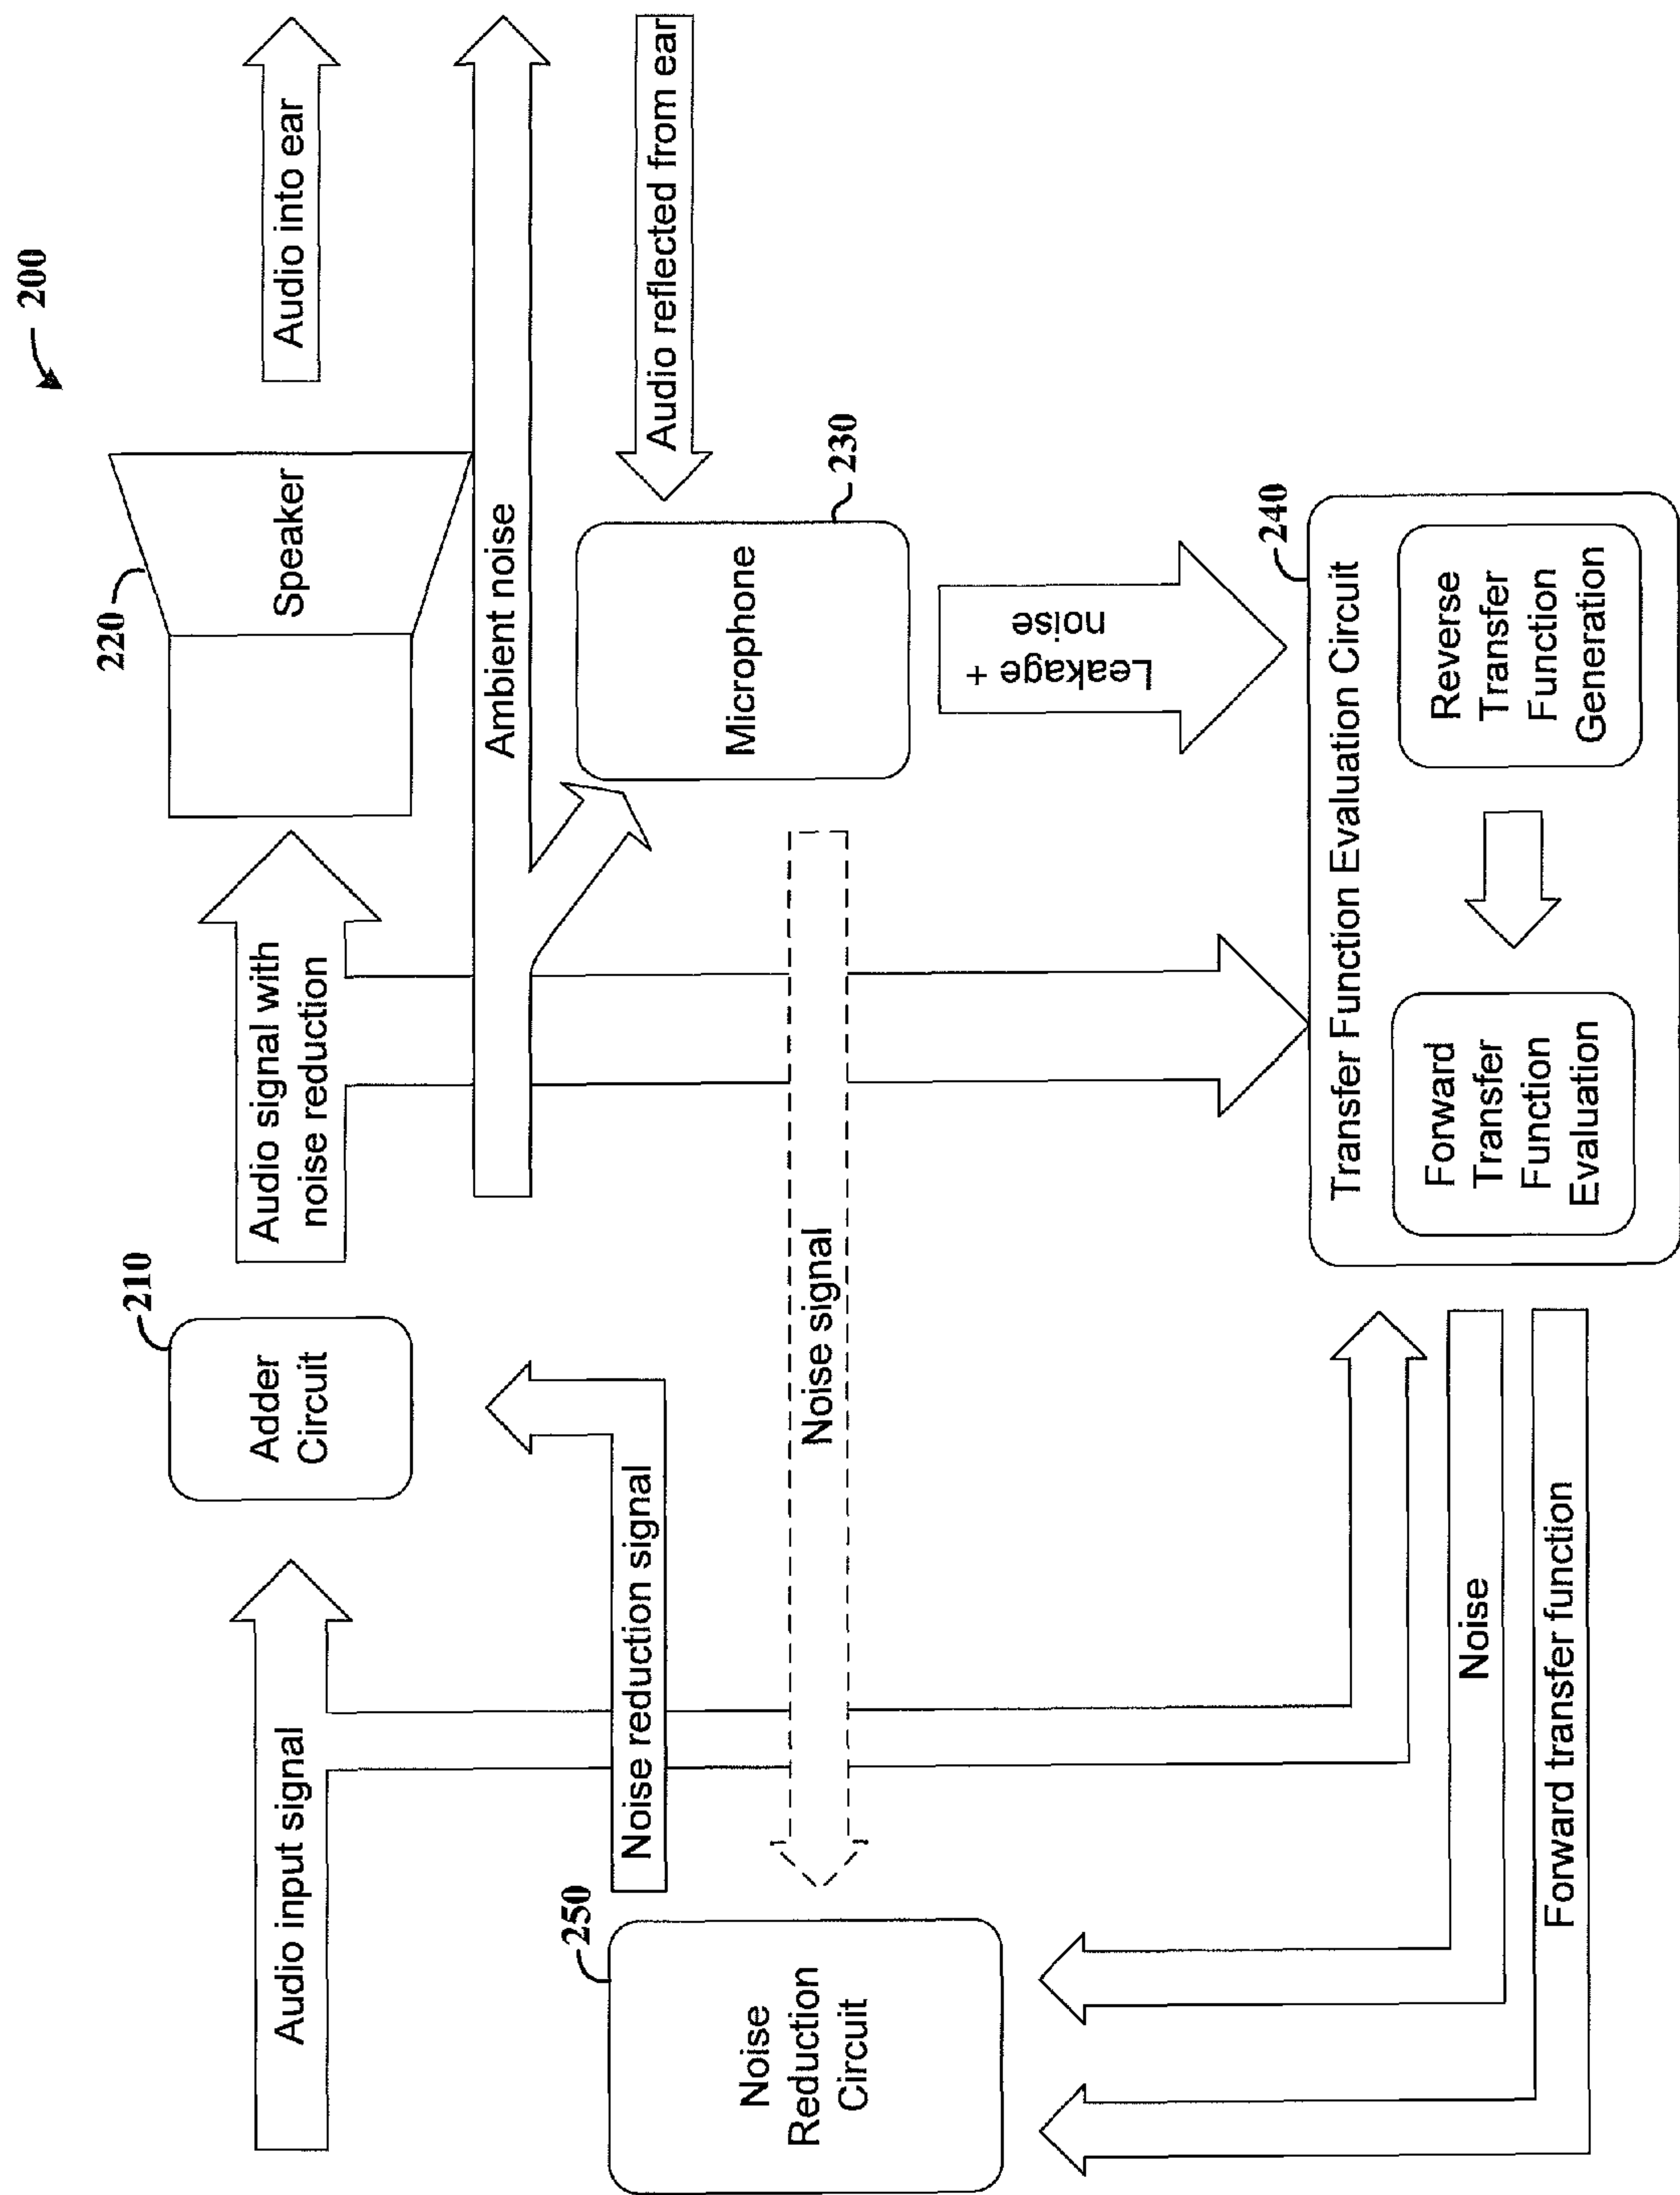 200
Audio input signal
210
Adder
Circuit
Audio signal with
noise reduction
220
Speaker
Audio into ear
Ambient noise
Audio reflected from ear
Noise reduction signal
230
Microphone
Noise signal
250
Noise
Reduction
Circuit
Leakage +
noise
240
Transfer Function Evaluation Circuit
Forward
Transfer
Function
Evaluation
Reverse
Transfer
Function
Generation
Noise
Forward transfer function